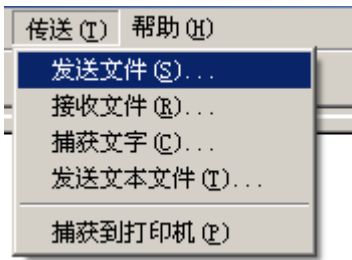 传送(T) 帮助(H)
发送文件(S)...
接收文件(R)...
捕获文字(C)...
发送文本文件(T)...
捕获到打印机(P)